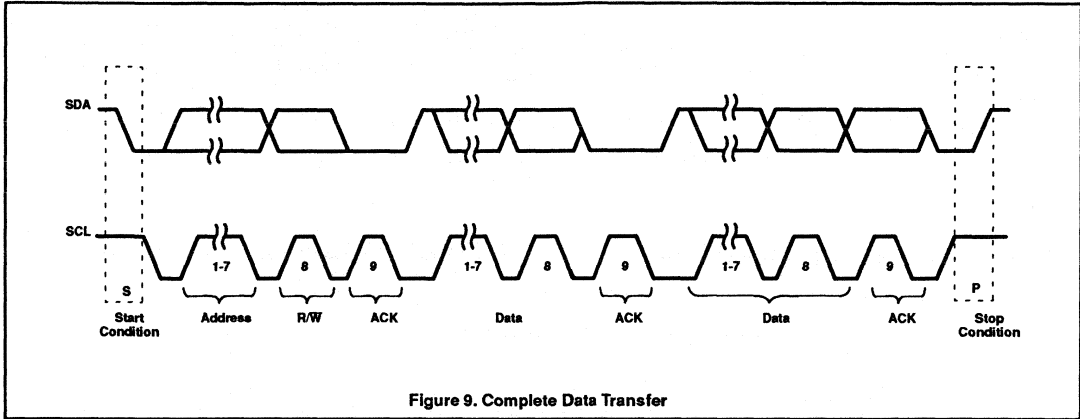 SDA
SCL
1-7 8 9 1-7 8 9 1-7 8 9
S P
Start Condition Address R/W ACK Data ACK Data ACK Stop Condition
Figure 9. Complete Data Transfer